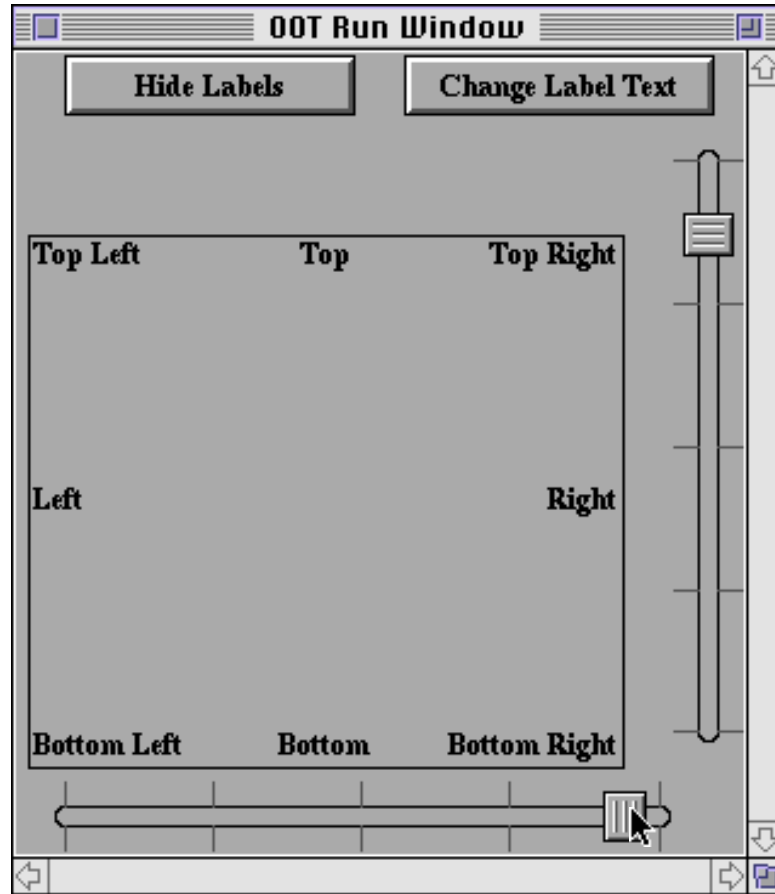 OOT Run Window
Hide Labels Change Label Text
Top Left Top Top Right
Left Right
Bottom Left Bottom Bottom Right